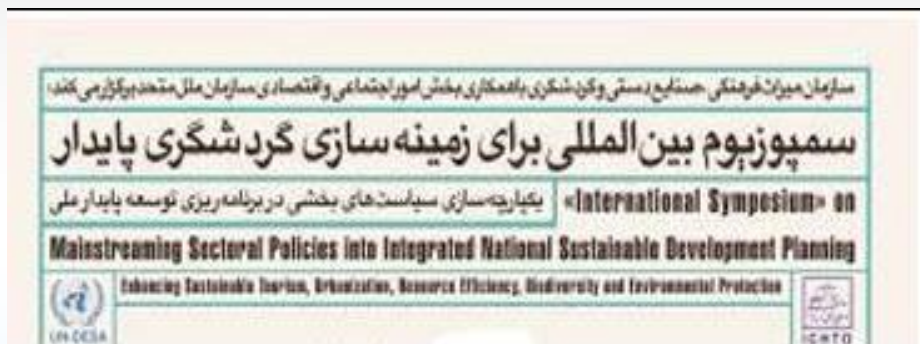 سازمان میراث فرهنگی، صنایع دستی و گردشگری با همکاری بخش امور اجتماعی و اقتصادی سازمان ملل متحد برگزار می کند:
سمپوزیوم بین المللی برای زمینه سازی گردشگری پایدار
یکپارچه سازی سیاست های بخشی در برنامه ریزی توسعه پایدار ملی
«International Symposium» on
Mainstreaming Sectoral Policies into Integrated National Sustainable Development Planning
Enhancing Sustainable Tourism, Urbanization, Resource Efficiency, Biodiversity and Environmental Protection
UN-DESA
ICHTO